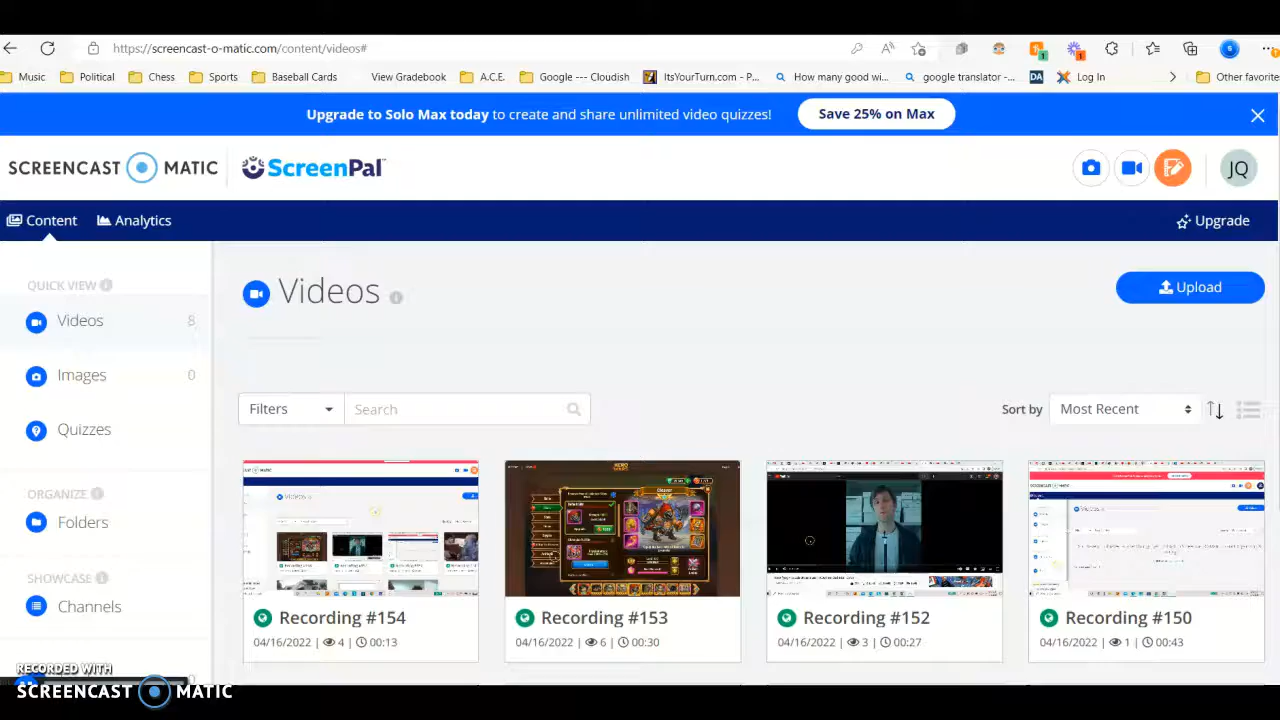 https://screencast-o-matic.com/content/videos#
Music Political Chess Sports Baseball Cards View Gradebook A.C.E. Google --- Cloudish ItsYourTurn.com - P... How many good wi... google translator -... DA Log In Other favorite
Upgrade to Solo Max today to create and share unlimited video quizzes! Save 25% on Max
SCREENCAST MATIC ScreenPal JQ
Content Analytics Upgrade
QUICK VIEW
Videos 8
Images 0
Quizzes
ORGANIZE
Folders
SHOWCASE
Channels
Videos
Upload
Filters Search Sort by Most Recent
Recording #154
04/16/2022 | 4 | 00:13
Recording #153
04/16/2022 | 6 | 00:30
Recording #152
04/16/2022 | 3 | 00:27
Recording #150
04/16/2022 | 1 | 00:43
RECORDED WITH
SCREENCAST MATIC